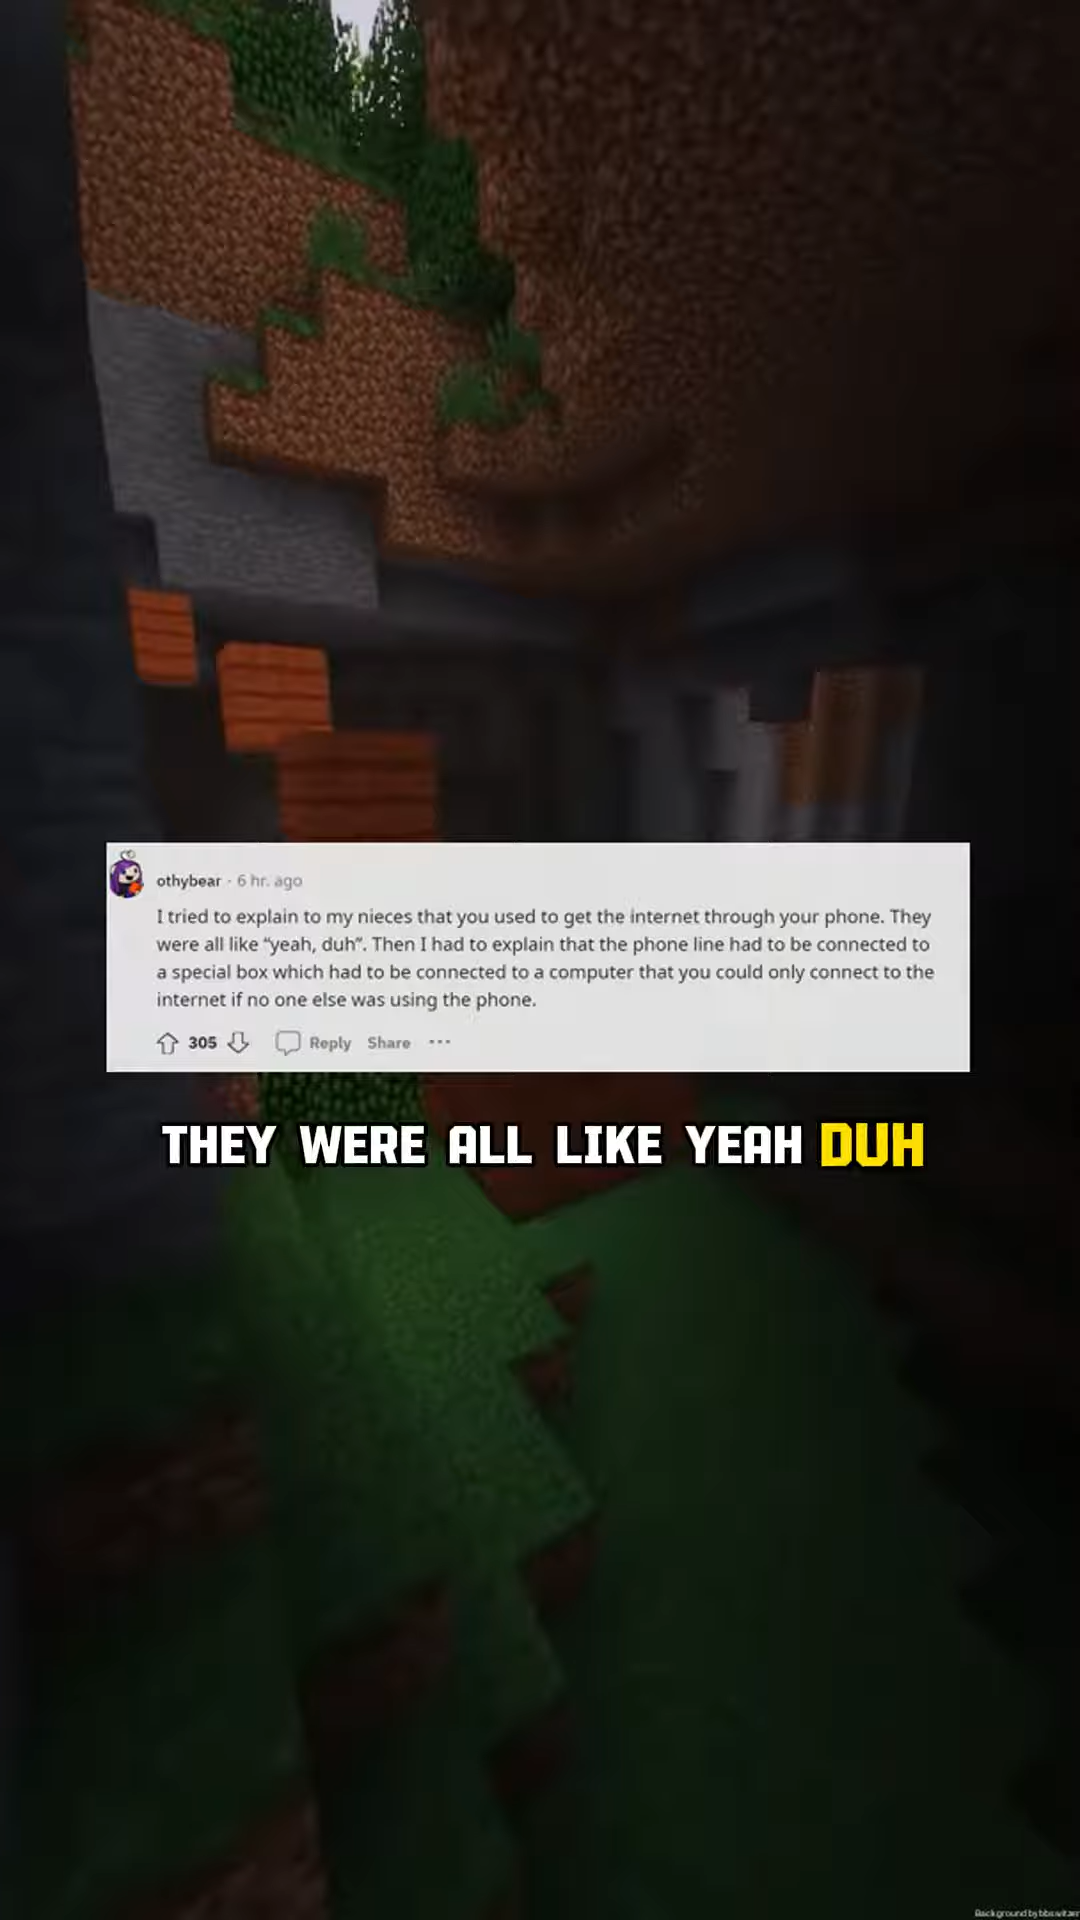 othybear · 6 hr. ago
I tried to explain to my nieces that you used to get the internet through your phone. They
were all like “yeah, duh”. Then I had to explain that the phone line had to be connected to
a special box which had to be connected to a computer that you could only connect to the
internet if no one else was using the phone.
305 Reply Share ···
THEY WERE ALL LIKE YEAH DUH
Background by bbswitzer